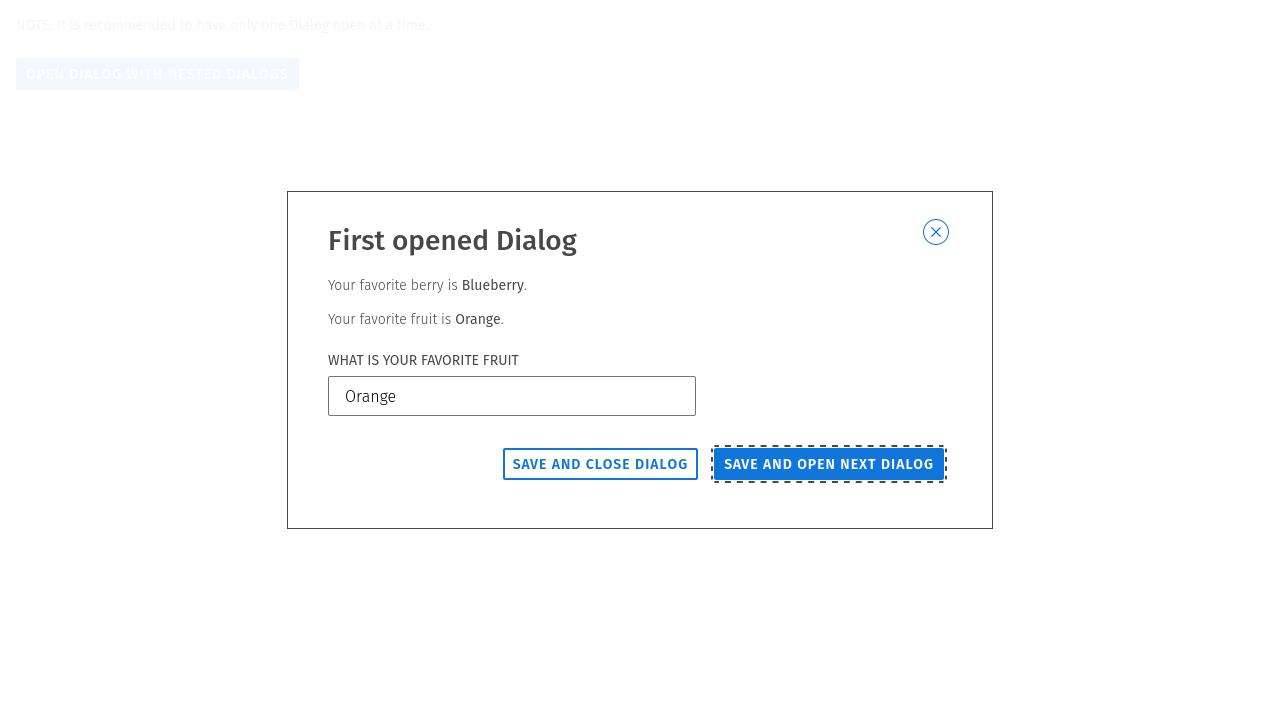 NOTE: It is recommended to have only one Dialog open at a time.
OPEN DIALOG WITH NESTED DIALOGS
First opened Dialog
Your favorite berry is Blueberry.
Your favorite fruit is Orange.
WHAT IS YOUR FAVORITE FRUIT
Orange
SAVE AND CLOSE DIALOG
SAVE AND OPEN NEXT DIALOG